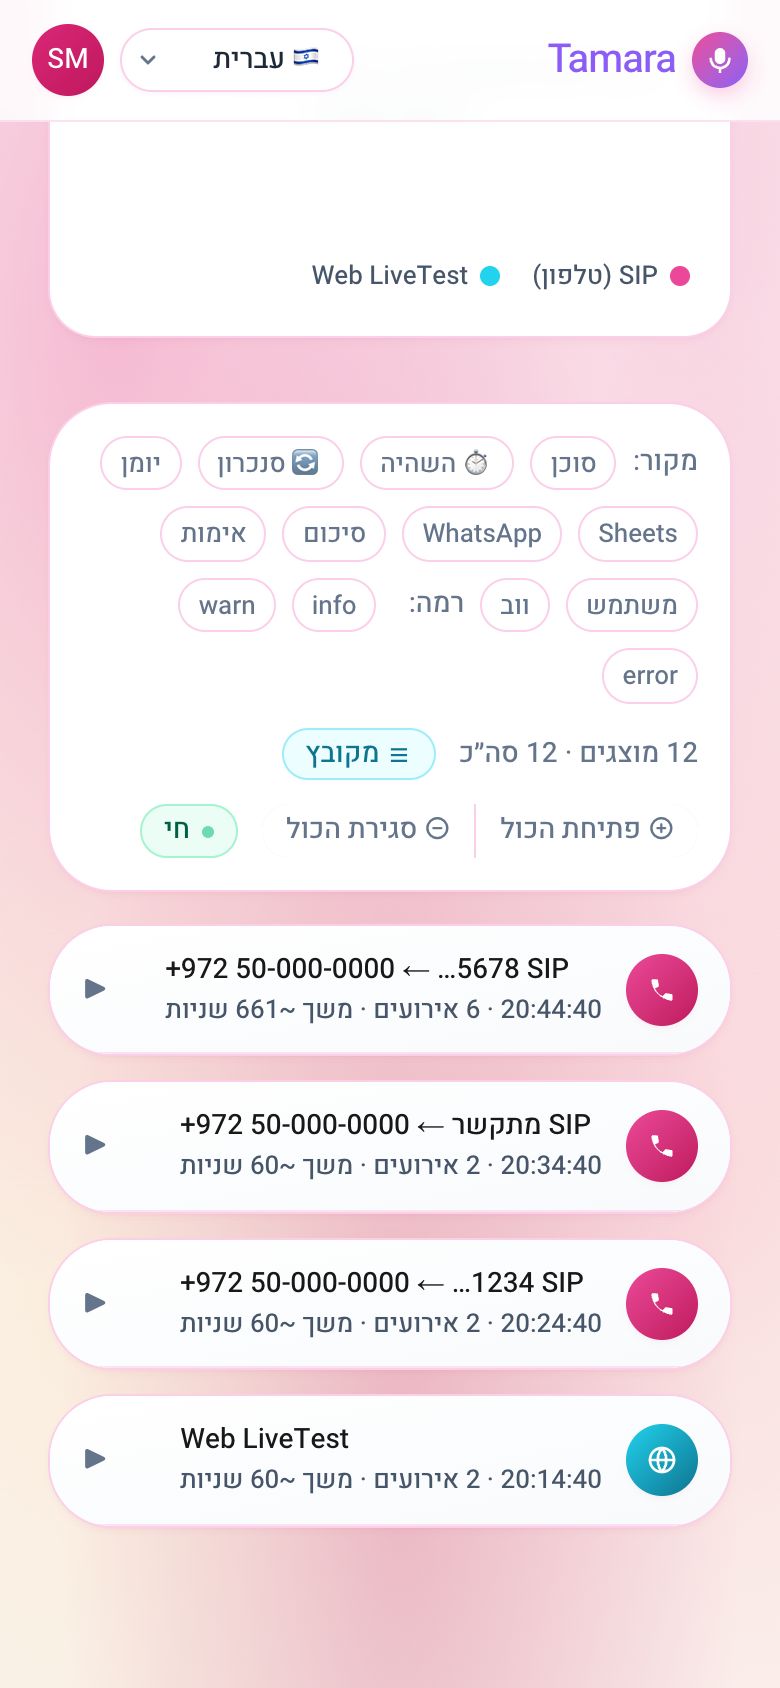 Tamara
עברית
SM
SIP (טלפון)
Web LiveTest
מקור: סוכן השהיה סנכרון יומן
Sheets WhatsApp סיכום אימות
משתמש ווב רמה: info warn
error
12 מוצגים · 12 סה״כ מקובץ
פתיחת הכול סגירת הכול חי
SIP 5678… ← +972 50-000-0000
20:44:40 · 6 אירועים · משך ~661 שניות
SIP מתקשר ← +972 50-000-0000
20:34:40 · 2 אירועים · משך ~60 שניות
SIP 1234… ← +972 50-000-0000
20:24:40 · 2 אירועים · משך ~60 שניות
Web LiveTest
20:14:40 · 2 אירועים · משך ~60 שניות